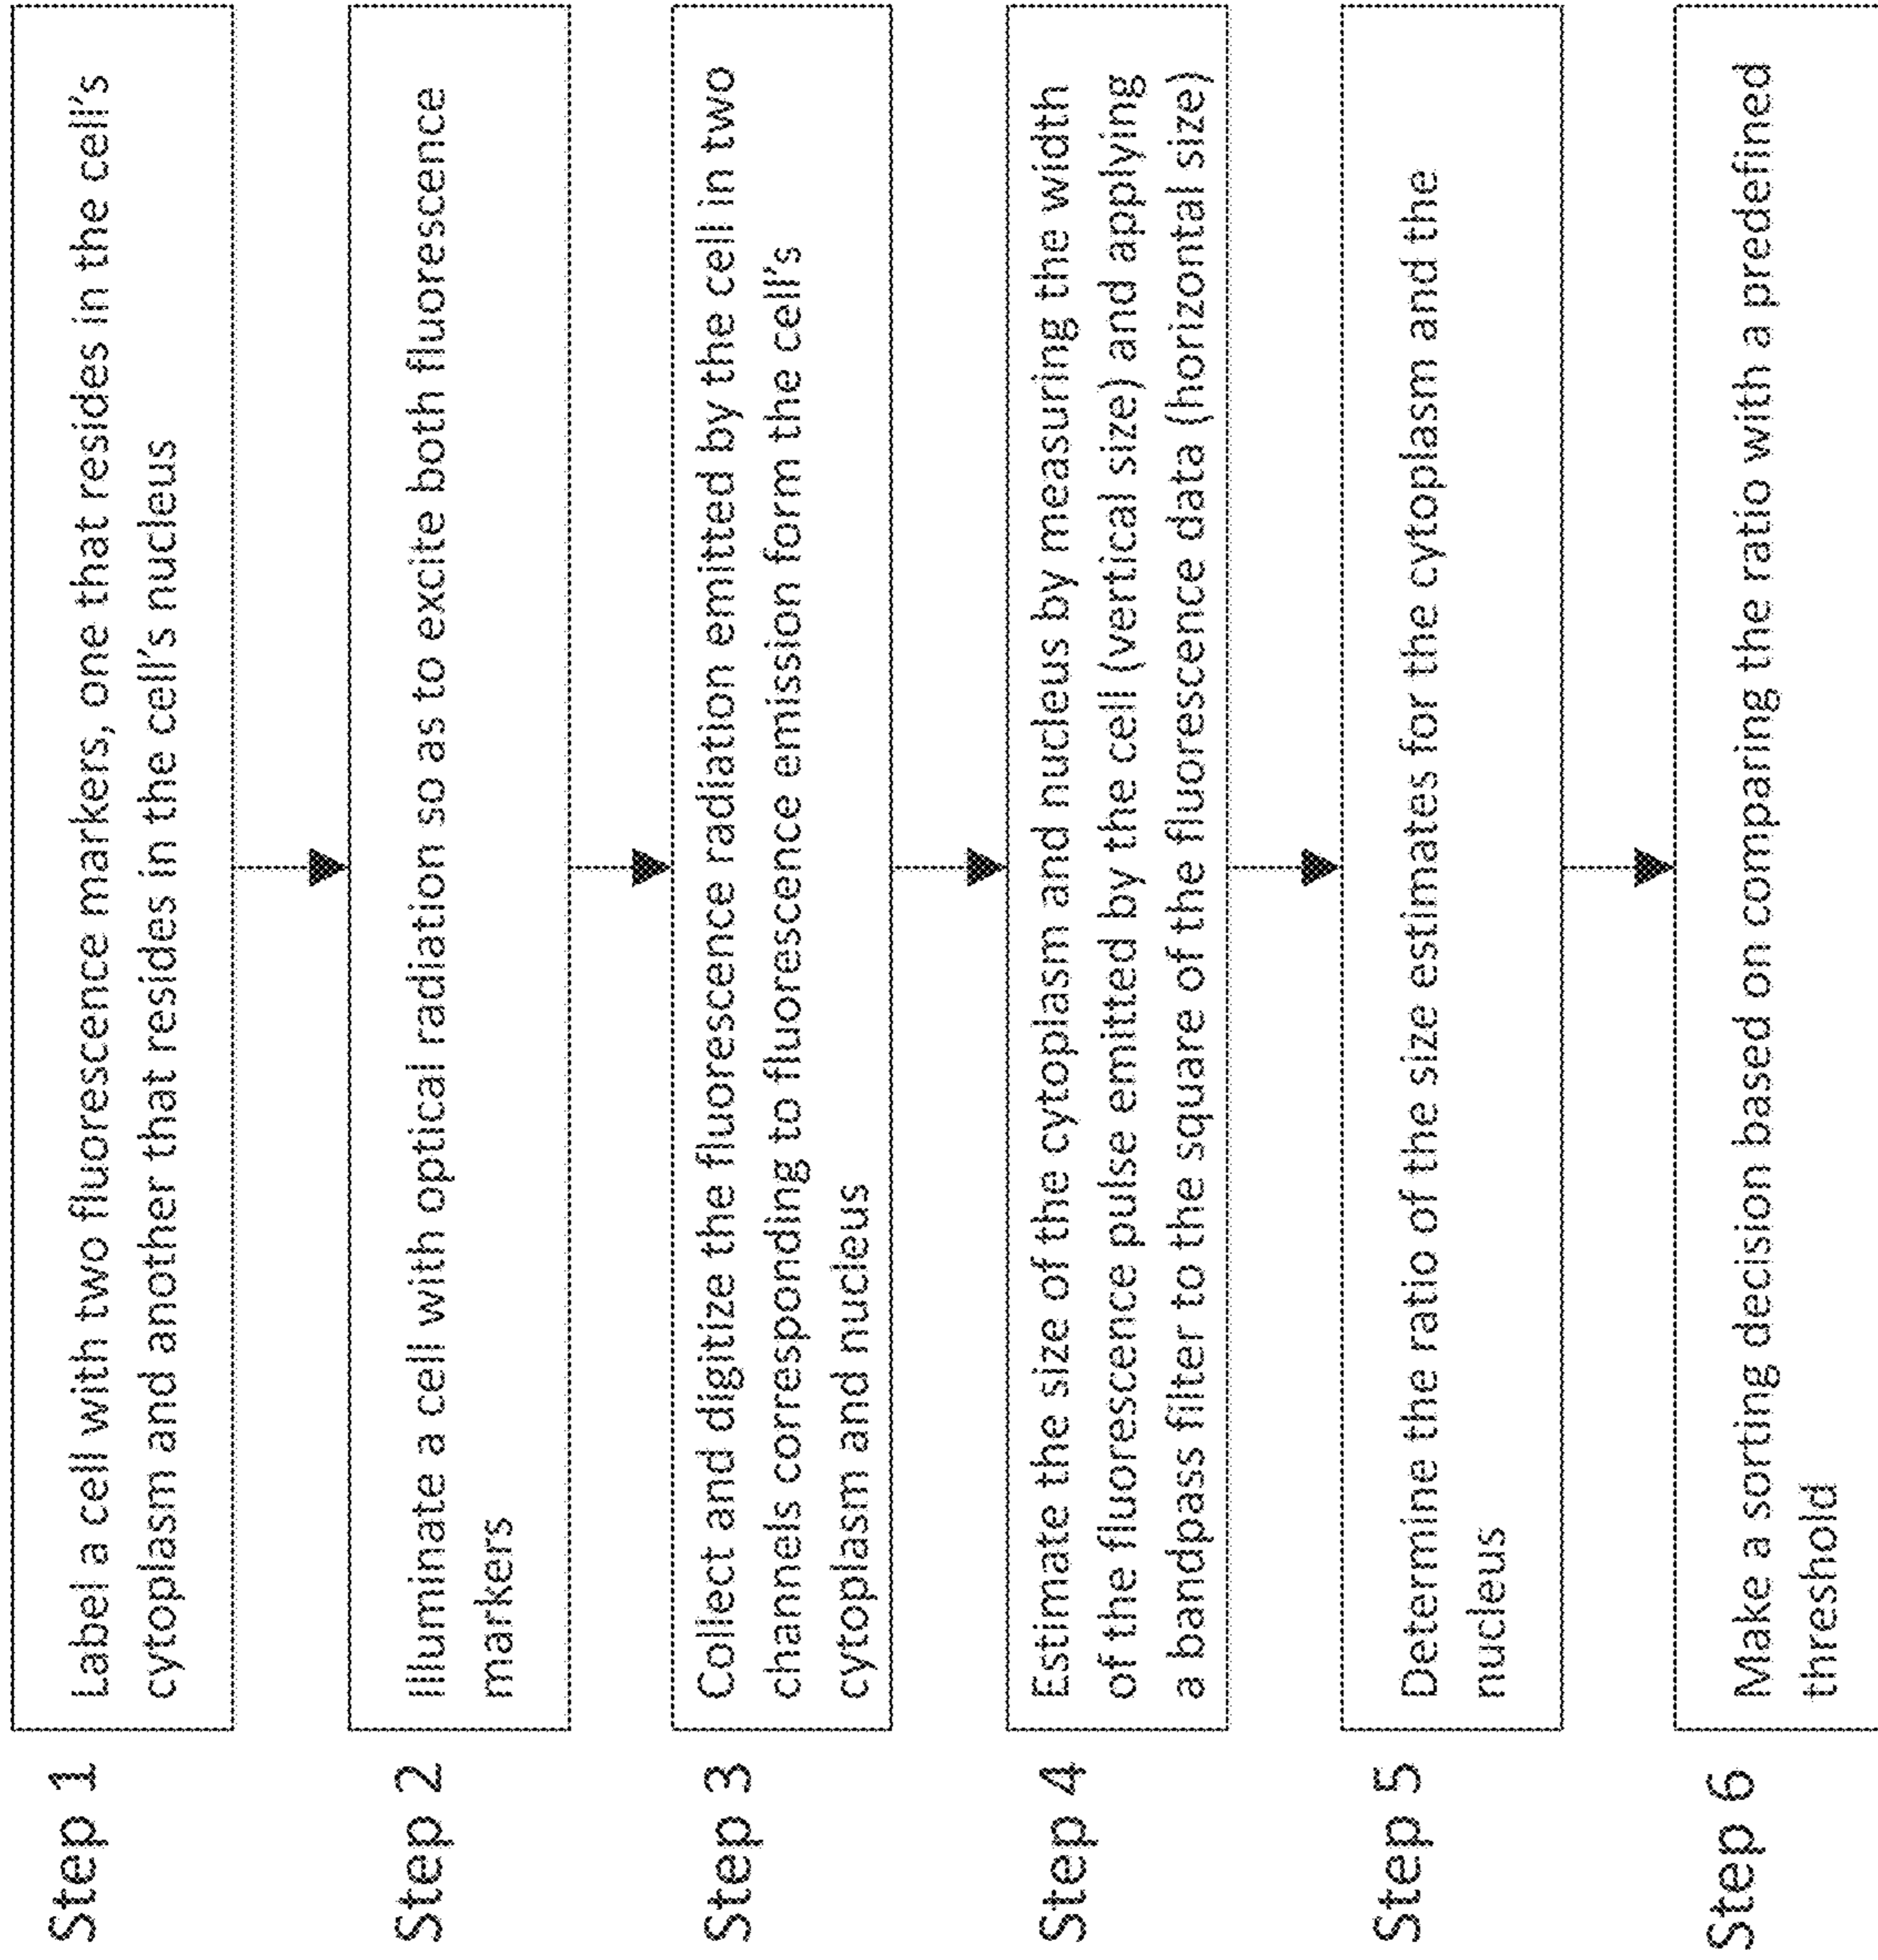 Step 1
Label a cell with two fluorescence markers, one that resides in the cell's
cytoplasm and another that resides in the cell's nucleus
Step 2
Illuminate a cell with optical radiation so as to excite both fluorescence
markers
Step 3
Collect and digitize the fluorescence radiation emitted by the cell in two
channels corresponding to fluorescence emission form the cell's
cytoplasm and nucleus
Step 4
Estimate the size of the cytoplasm and nucleus by measuring the width
of the fluorescence pulse emitted by the cell (vertical size) and applying
a bandpass filter to the square of the fluorescence data (horizontal size)
Step 5
Determine the ratio of the size estimates for the cytoplasm and the
nucleus
Step 6
Make a sorting decision based on comparing the ratio with a predefined
threshold